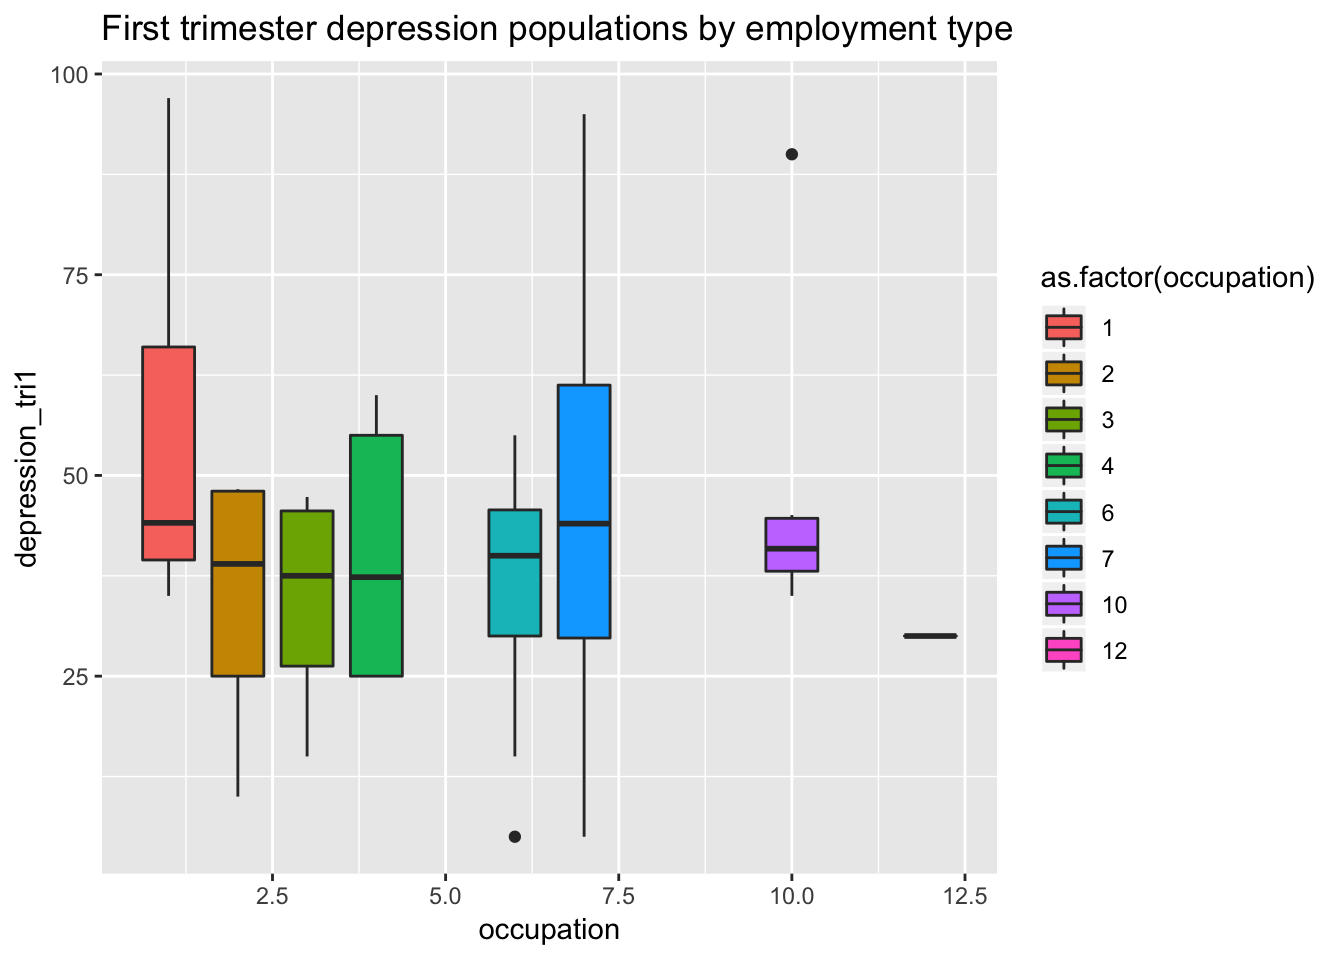 First trimester depression populations by employment type
100
75
50
25
depression_tri1
2.5 5.0 7.5 10.0 12.5
occupation
as.factor(occupation)
1
2
3
4
6
7
10
12